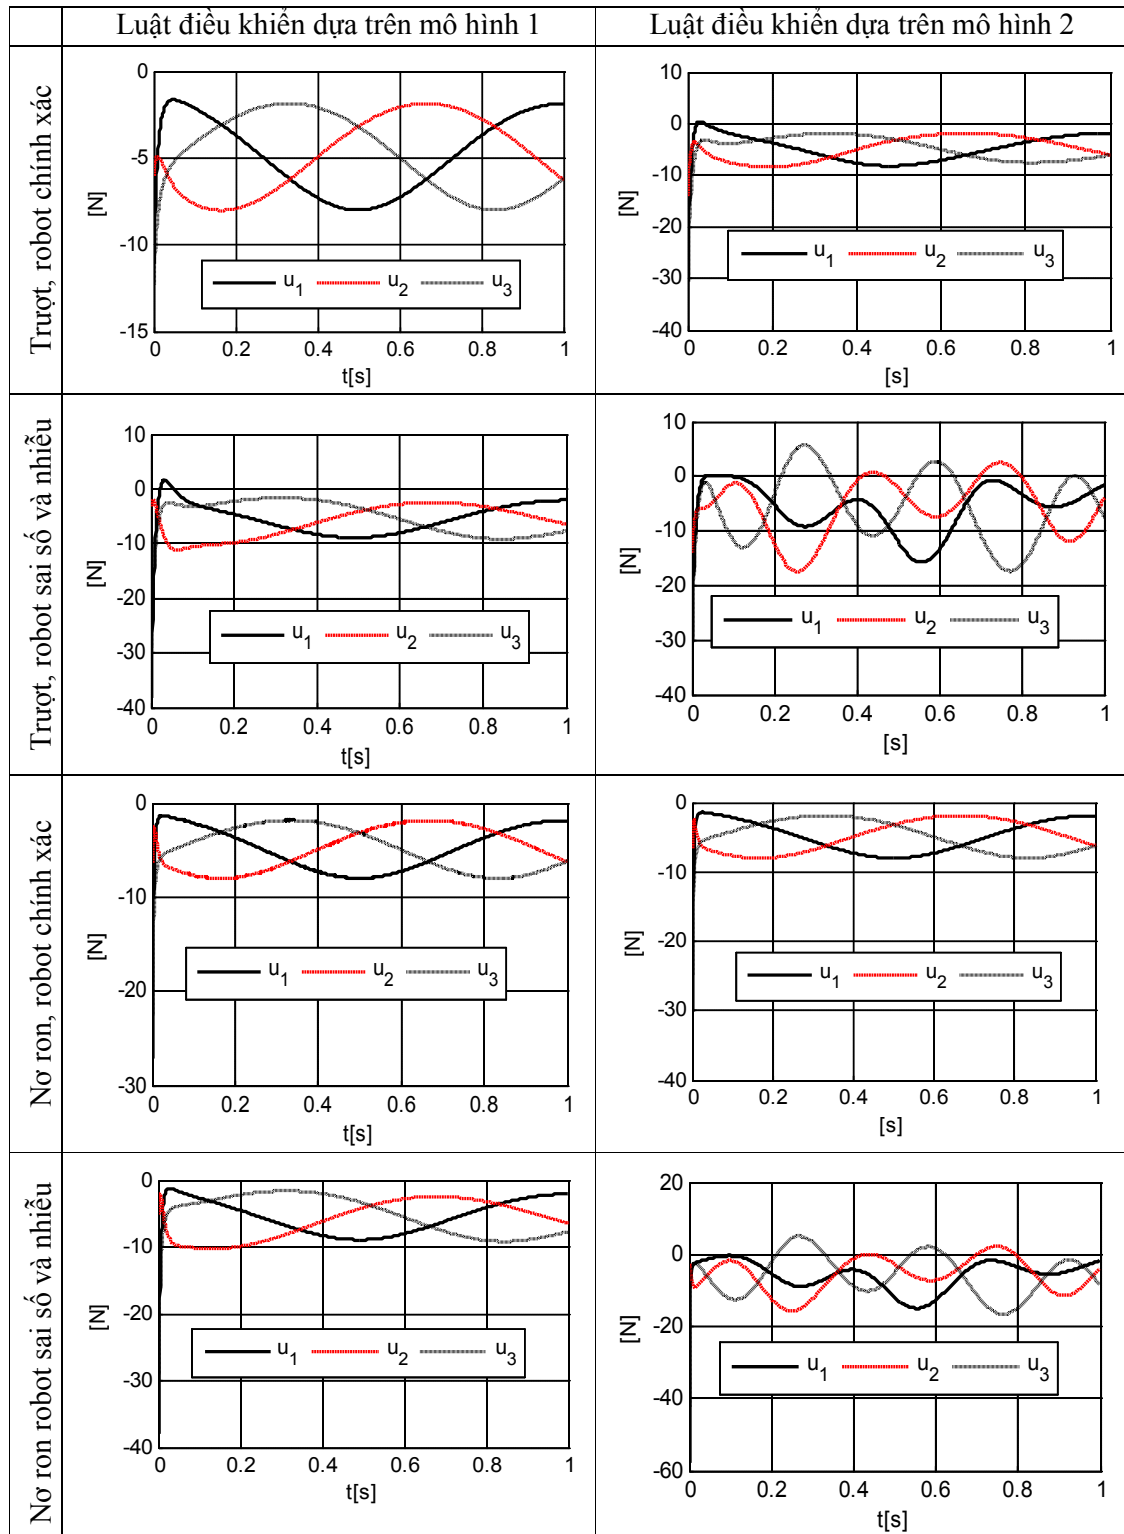 Luật điều khiển dựa trên mô hình 1
Luật điều khiển dựa trên mô hình 2
Trượt, robot chính xác
0
-5
-10
-15
[N]
u1 u2 u3
0 0.2 0.4 0.6 0.8 1
t[s]
10
0
-10
-20
-30
-40
[N]
u1 u2 u3
0 0.2 0.4 0.6 0.8 1
[s]
Trượt, robot sai số và nhiễu
10
0
-10
-20
-30
-40
[N]
u1 u2 u3
0 0.2 0.4 0.6 0.8 1
t[s]
10
0
-10
-20
-30
-40
[N]
u1 u2 u3
0 0.2 0.4 0.6 0.8 1
[s]
Nơ ron, robot chính xác
0
-10
-20
-30
[N]
u1 u2 u3
0 0.2 0.4 0.6 0.8 1
t[s]
0
-10
-20
-30
-40
[N]
u1 u2 u3
0 0.2 0.4 0.6 0.8 1
[s]
Nơ ron robot sai số và nhiễu
0
-10
-20
-30
-40
[N]
u1 u2 u3
0 0.2 0.4 0.6 0.8 1
t[s]
20
0
-20
-40
-60
[N]
u1 u2 u3
0 0.2 0.4 0.6 0.8 1
t[s]